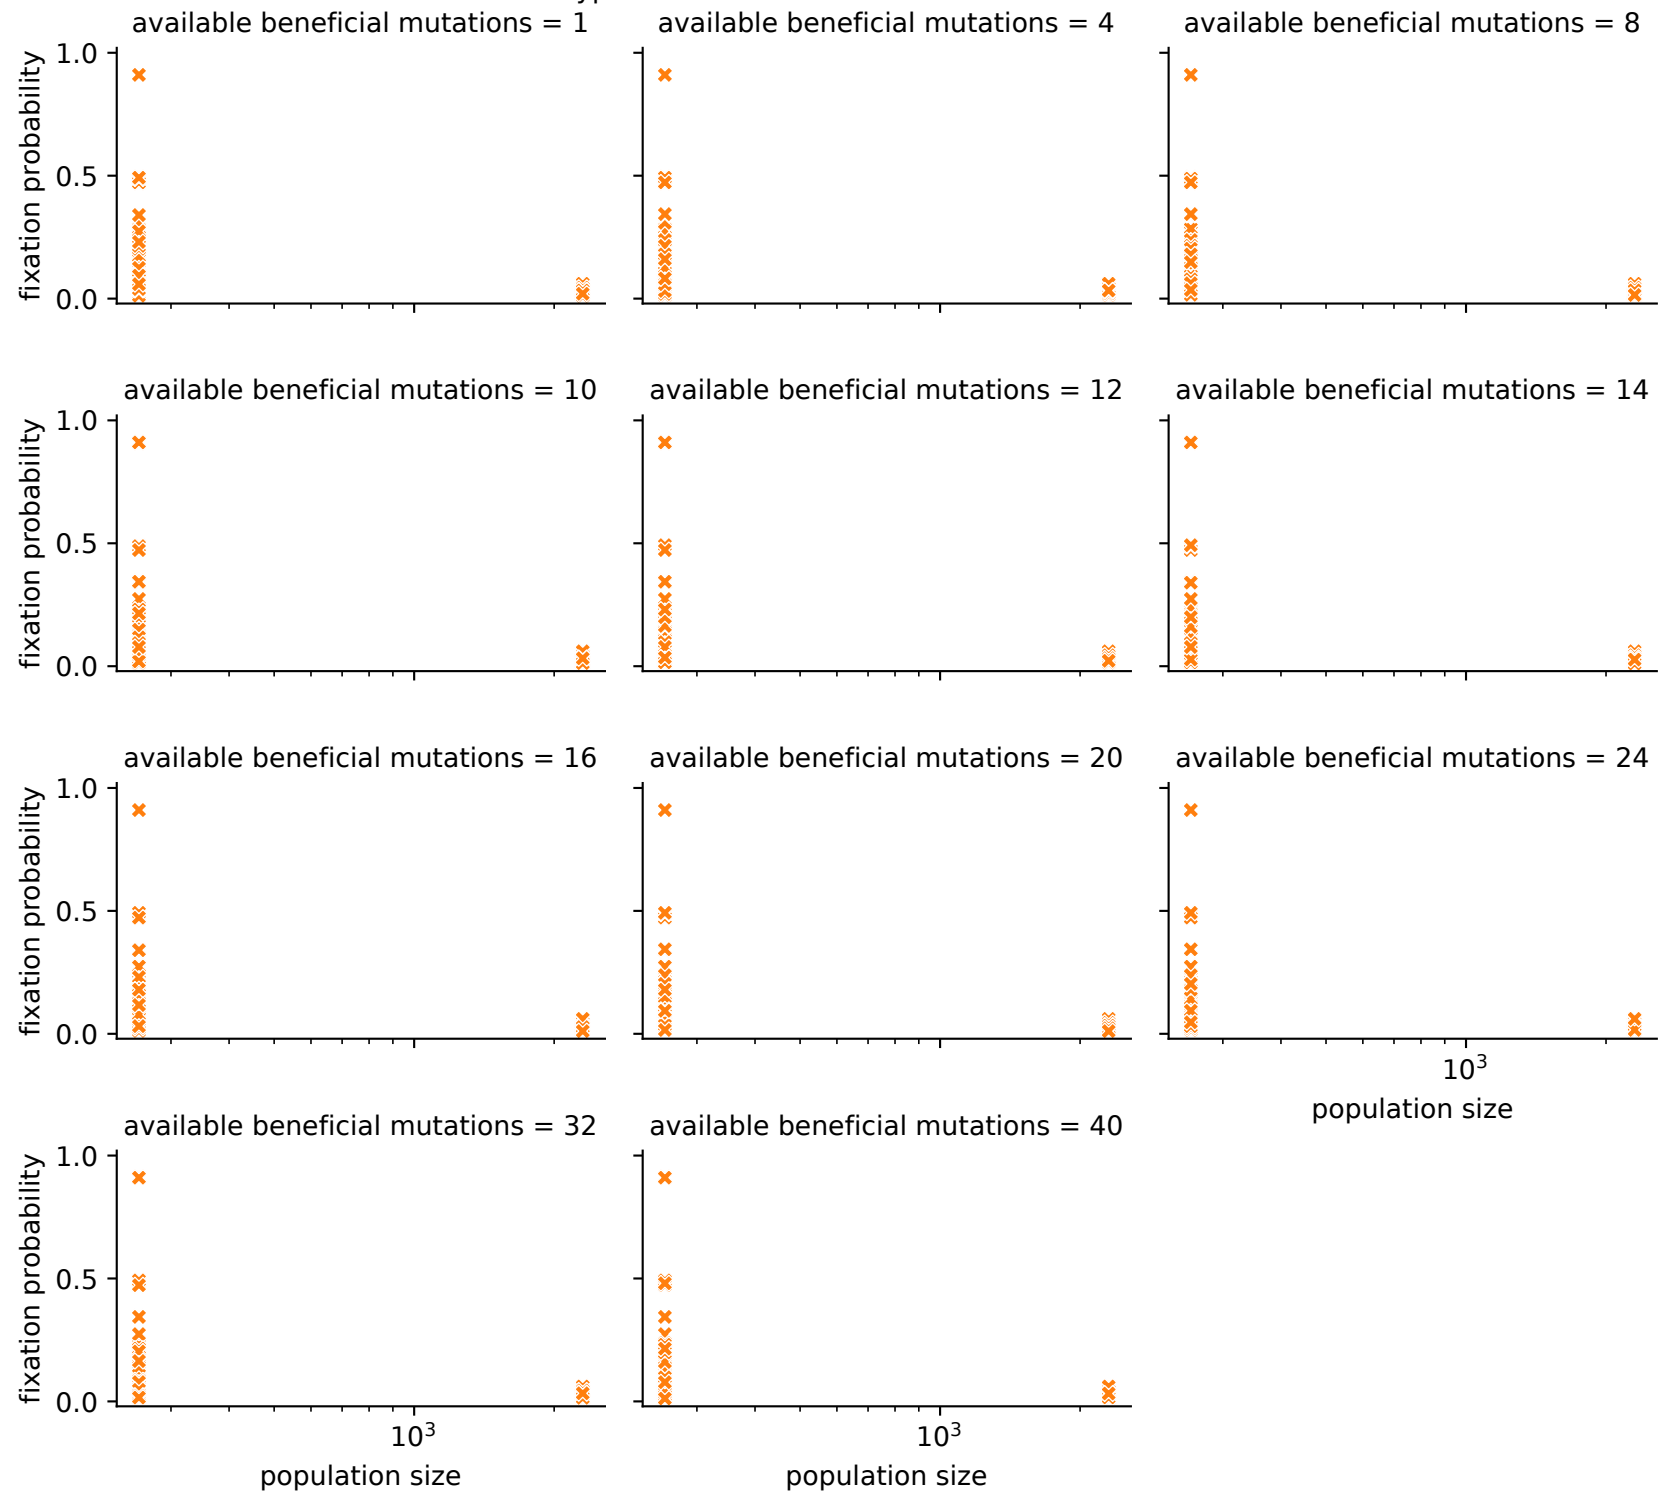 available beneficial mutations = 1
available beneficial mutations = 4
available beneficial mutations = 8
fixation probability
1.0
0.5
0.0
available beneficial mutations = 10
available beneficial mutations = 12
available beneficial mutations = 14
fixation probability
1.0
0.5
0.0
available beneficial mutations = 16
available beneficial mutations = 20
available beneficial mutations = 24
fixation probability
1.0
0.5
0.0
10³
population size
available beneficial mutations = 32
available beneficial mutations = 40
fixation probability
1.0
0.5
0.0
10³
10³
population size
population size